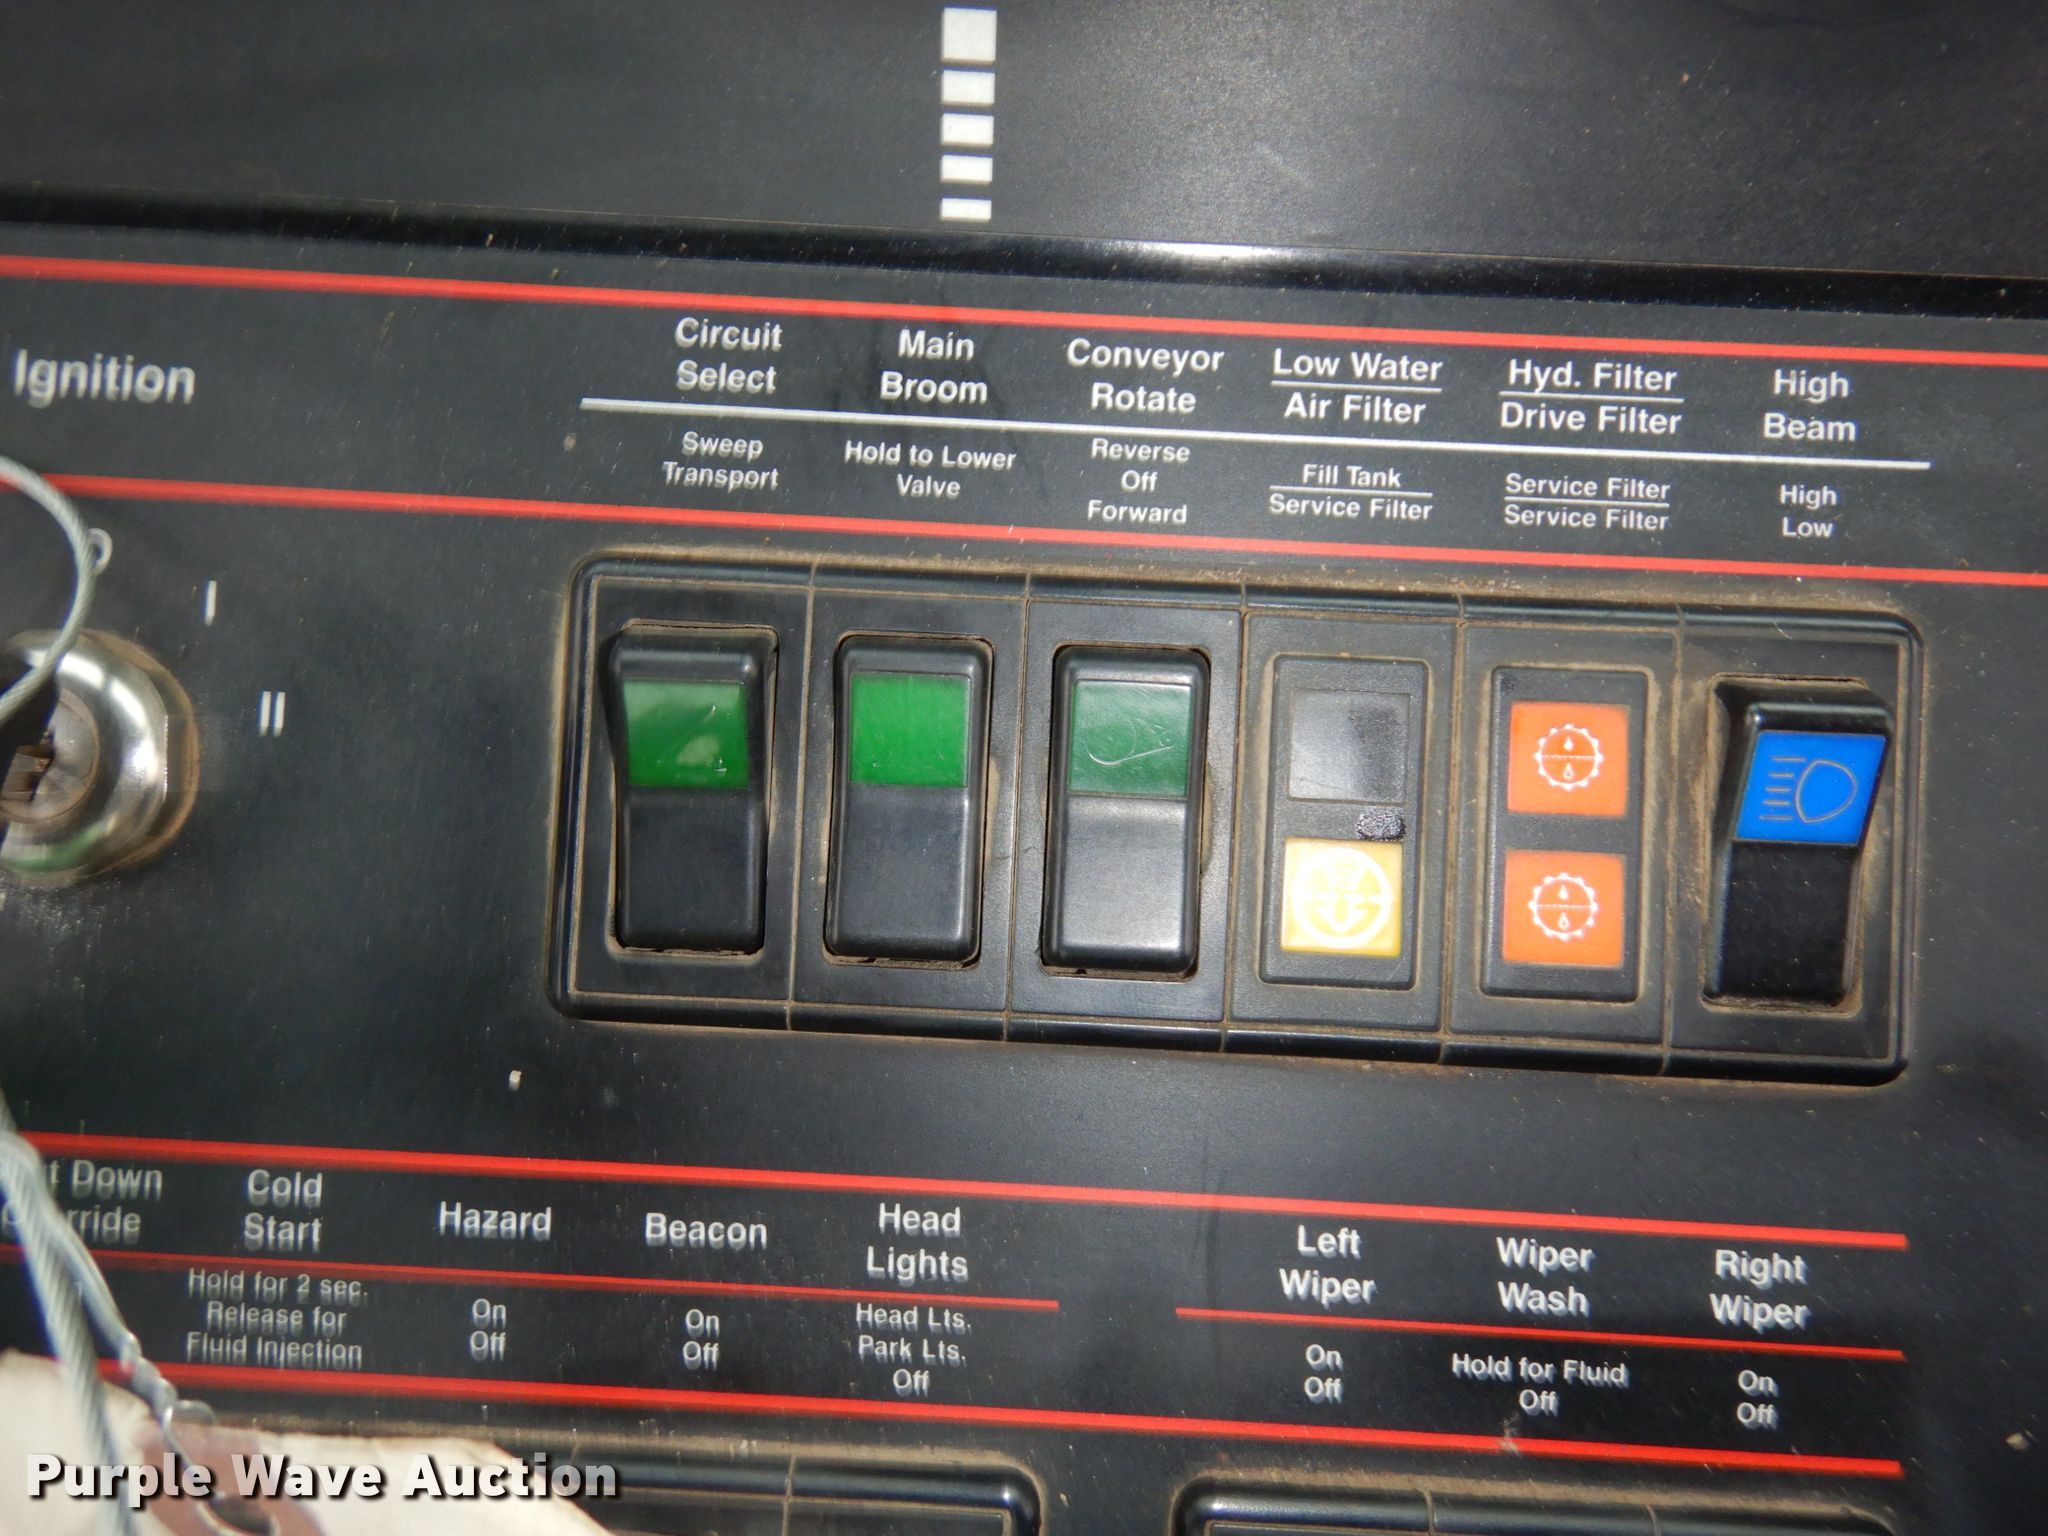 Ignition
Circuit
Select
Sweep
Transport
Main
Broom
Hold to Lower
Valve
Conveyor
Rotate
Reverse
Off
Forward
Low Water
Air Filter
Fill Tank
Service Filter
Hyd. Filter
Drive Filter
Service Filter
Service Filter
High
Beam
High
Low
I
II
Down
Cold
Start
Hold for 2 sec.
Release for
Fluid Injection
Hazard
On
Off
Beacon
On
Off
Head
Lights
Head Lts.
Park Lts.
Off
Left
Wiper
On
Off
Wiper
Wash
Hold for Fluid
Off
Right
Wiper
On
Off
Purple Wave Auction